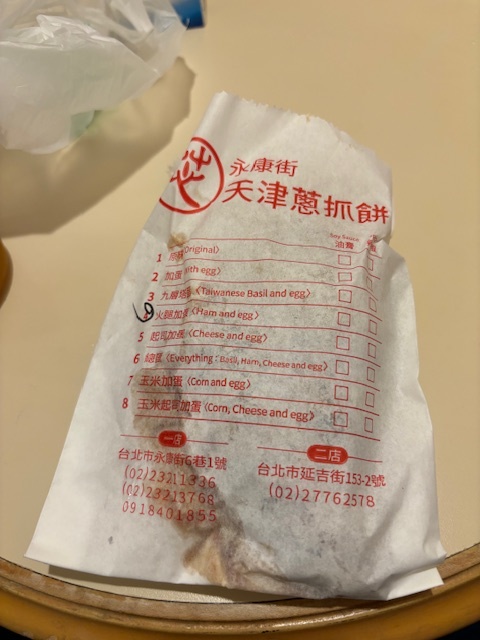 永康街
天津蔥抓餅
Soy Sauce
油膏
1 原味〈Original〉
2 加蛋〈with egg〉
3 九層塔加蛋〈Taiwanese Basil and egg〉
4 火腿加蛋〈Ham and egg〉
5 起司加蛋〈Cheese and egg〉
6 總匯〈Everything : Basil, Ham, Cheese and egg〉
7 玉米加蛋〈Corn and egg〉
8 玉米起司加蛋〈Corn, Cheese and egg〉
一店
台北市永康街6巷1號
(02)23211336
(02)23213768
0918401855
二店
台北市延吉街153-2號
(02)27762578